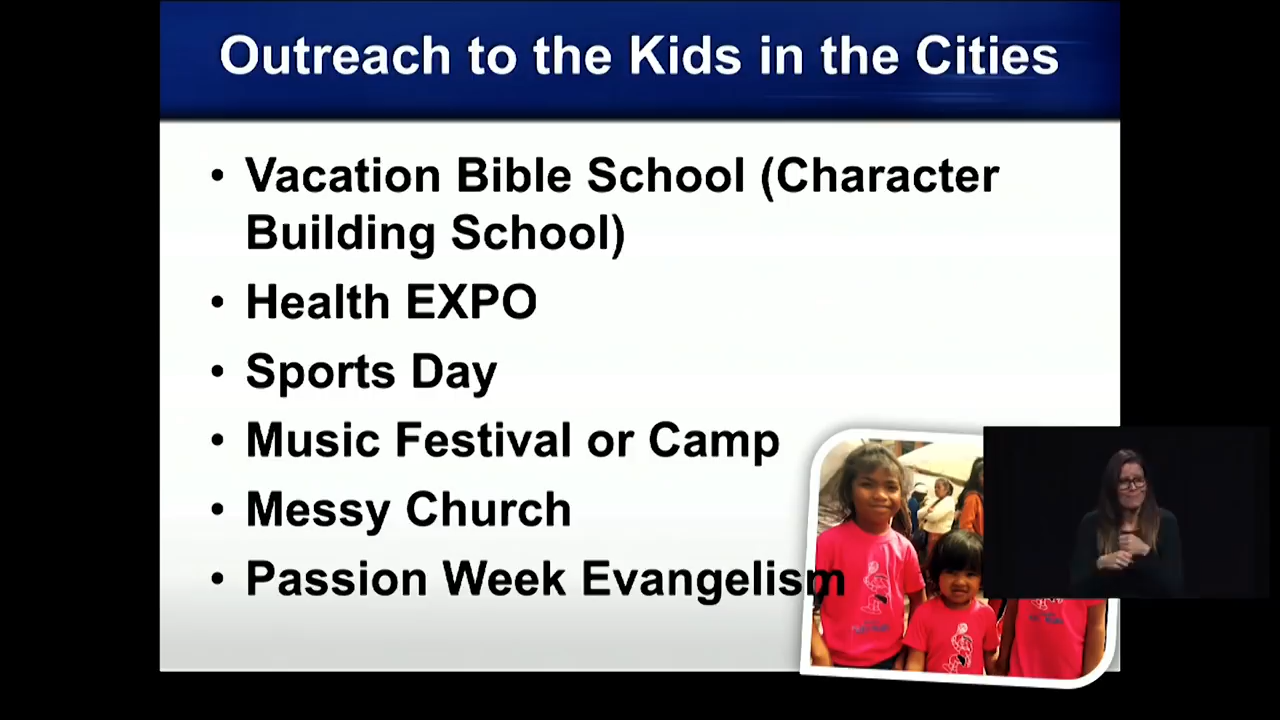 Outreach to the Kids in the Cities
• Vacation Bible School (Character
Building School)
• Health EXPO
• Sports Day
• Music Festival or Camp
• Messy Church
• Passion Week Evangelism